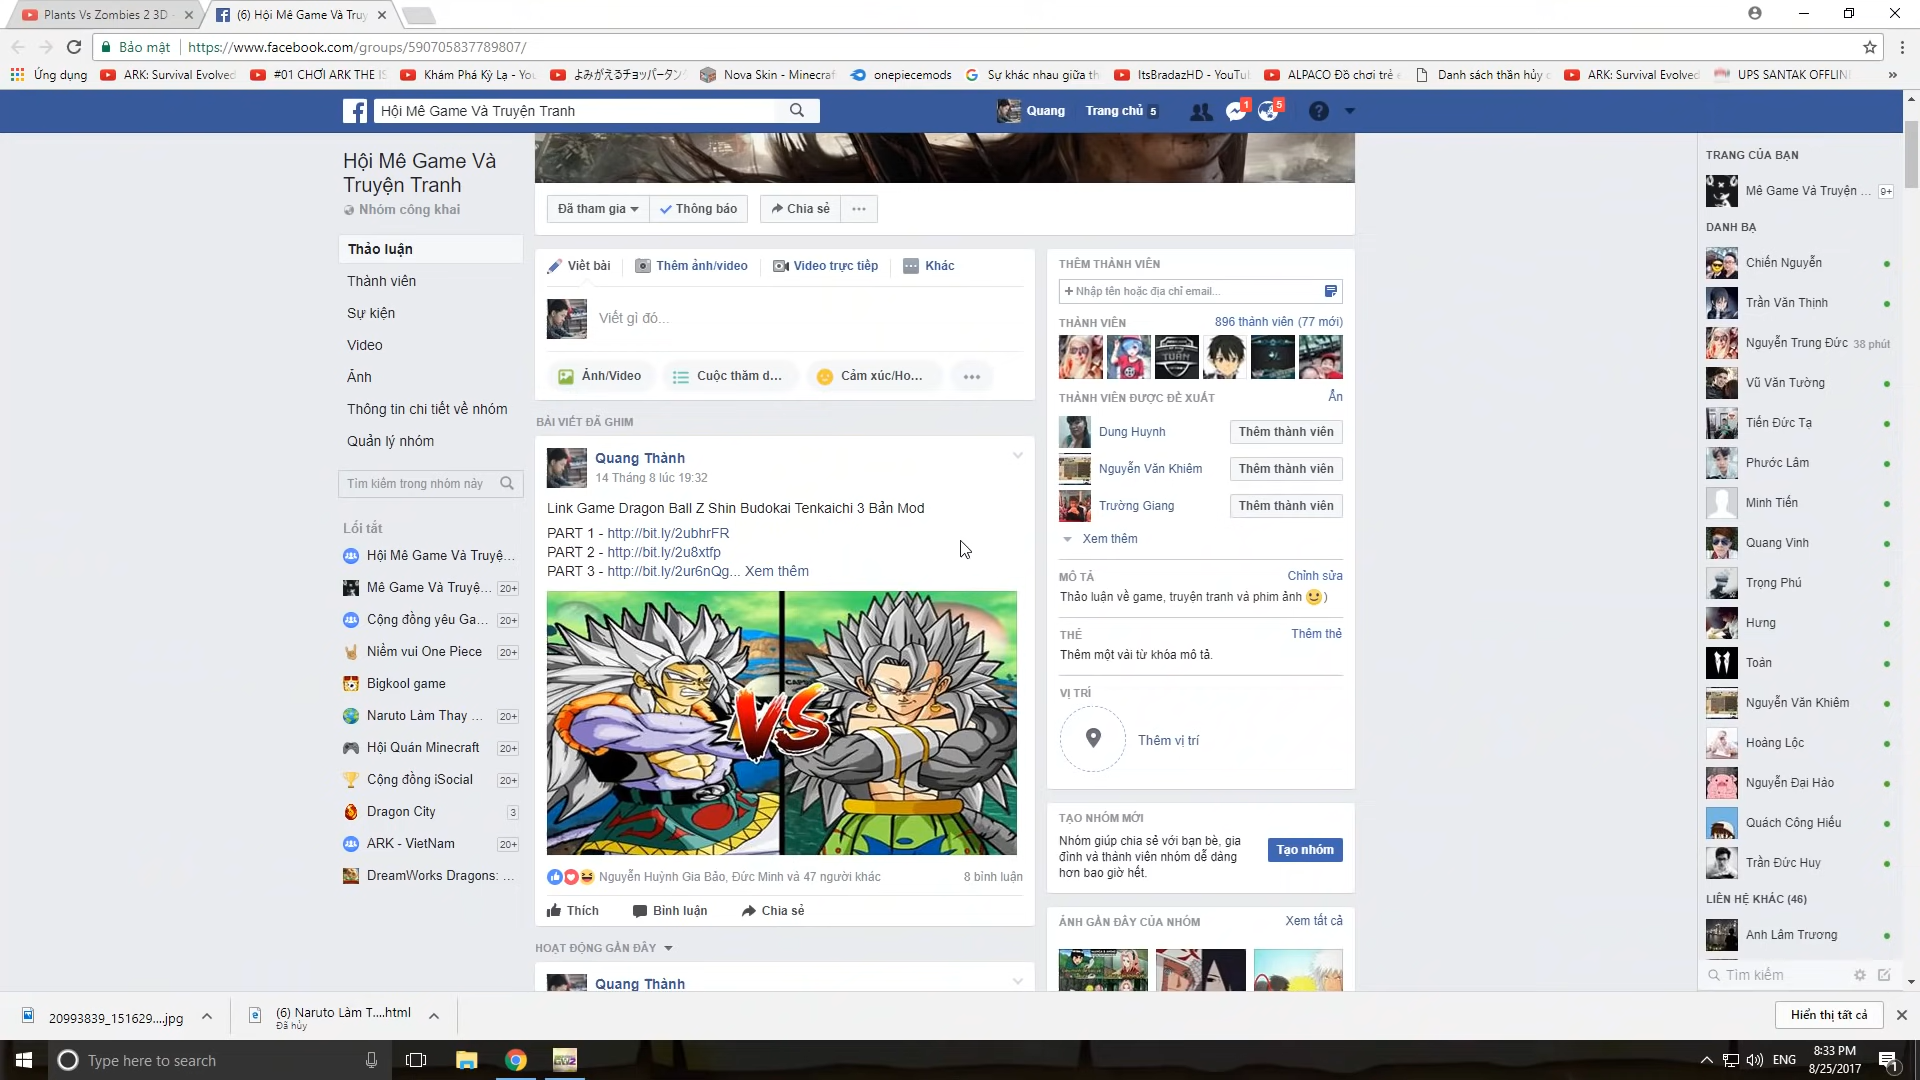 Plants Vs Zombies 2 3D -
(6) Hội Mê Game Và Truy
Bảo mật
https://www.facebook.com/groups/590705837789807/
Ứng dụng
ARK: Survival Evolved
#01 CHƠI ARK THE IS
Khám Phá Kỳ Lạ - You
よみがえるチョッパータンク
Nova Skin - Minecraf
onepiecemods
Sự khác nhau giữa th
ItsBradazHD - YouTu
ALPACO Đồ chơi trẻ e
Danh sách thần hủy
ARK: Survival Evolved
UPS SANTAK OFFLIN
»
Hội Mê Game Và Truyện Tranh
Quang
Trang chủ 5
1
5
Hội Mê Game Và
Truyện Tranh
Nhóm công khai
Thảo luận
Thành viên
Sự kiện
Video
Ảnh
Thông tin chi tiết về nhóm
Quản lý nhóm
Tìm kiếm trong nhóm này
Lối tắt
Hội Mê Game Và Truyệ...
Mê Game Và Truyệ... 20+
Cộng đồng yêu Ga... 20+
Niềm vui One Piece 20+
Bigkool game
Naruto Làm Thay ... 20+
Hội Quán Minecraft 20+
Cộng đồng iSocial 20+
Dragon City 3
ARK - VietNam 20+
DreamWorks Dragons: ...
Đã tham gia
Thông báo
Chia sẻ
Viết bài
Thêm ảnh/video
Video trực tiếp
Khác
Viết gì đó...
Ảnh/Video
Cuộc thăm d...
Cảm xúc/Ho...
BÀI VIẾT ĐÃ GHIM
Quang Thành
14 Tháng 8 lúc 19:32
Link Game Dragon Ball Z Shin Budokai Tenkaichi 3 Bản Mod
PART 1 - http://bit.ly/2ubhrFR
PART 2 - http://bit.ly/2u8xtfp
PART 3 - http://bit.ly/2ur6nQg... Xem thêm
VS
Nguyễn Huỳnh Gia Bảo, Đức Minh và 47 người khác
8 bình luận
Thích
Bình luận
Chia sẻ
HOẠT ĐỘNG GẦN ĐÂY
Quang Thành
THÊM THÀNH VIÊN
+ Nhập tên hoặc địa chỉ email...
THÀNH VIÊN
896 thành viên (77 mới)
THÀNH VIÊN ĐƯỢC ĐỀ XUẤT
Ẩn
Dung Huynh
Thêm thành viên
Nguyễn Văn Khiêm
Thêm thành viên
Trường Giang
Thêm thành viên
Xem thêm
MÔ TẢ
Chỉnh sửa
Thảo luận về game, truyện tranh và phim ảnh )
THẺ
Thêm thẻ
Thêm một vài từ khóa mô tả.
VỊ TRÍ
Thêm vị trí
TẠO NHÓM MỚI
Nhóm giúp chia sẻ với bạn bè, gia
đình và thành viên nhóm dễ dàng
hơn bao giờ hết.
Tạo nhóm
ẢNH GẦN ĐÂY CỦA NHÓM
Xem tất cả
TRANG CỦA BẠN
Mê Game Và Truyện ... 9+
DANH BẠ
Chiến Nguyễn
Trần Văn Thịnh
Nguyễn Trung Đức 38 phút
Vũ Văn Tường
Tiến Đức Tạ
Phước Lâm
Minh Tiến
Quang Vinh
Trọng Phú
Hưng
Toán
Nguyễn Văn Khiêm
Hoàng Lộc
Nguyễn Đại Hảo
Quách Công Hiếu
Trần Đức Huy
LIÊN HỆ KHÁC (46)
Anh Lâm Trương
Tìm kiếm
20993839_151629....jpg
(6) Naruto Làm T....html
Đã hủy
Hiển thị tất cả
Type here to search
ENG
8:33 PM
8/25/2017
1